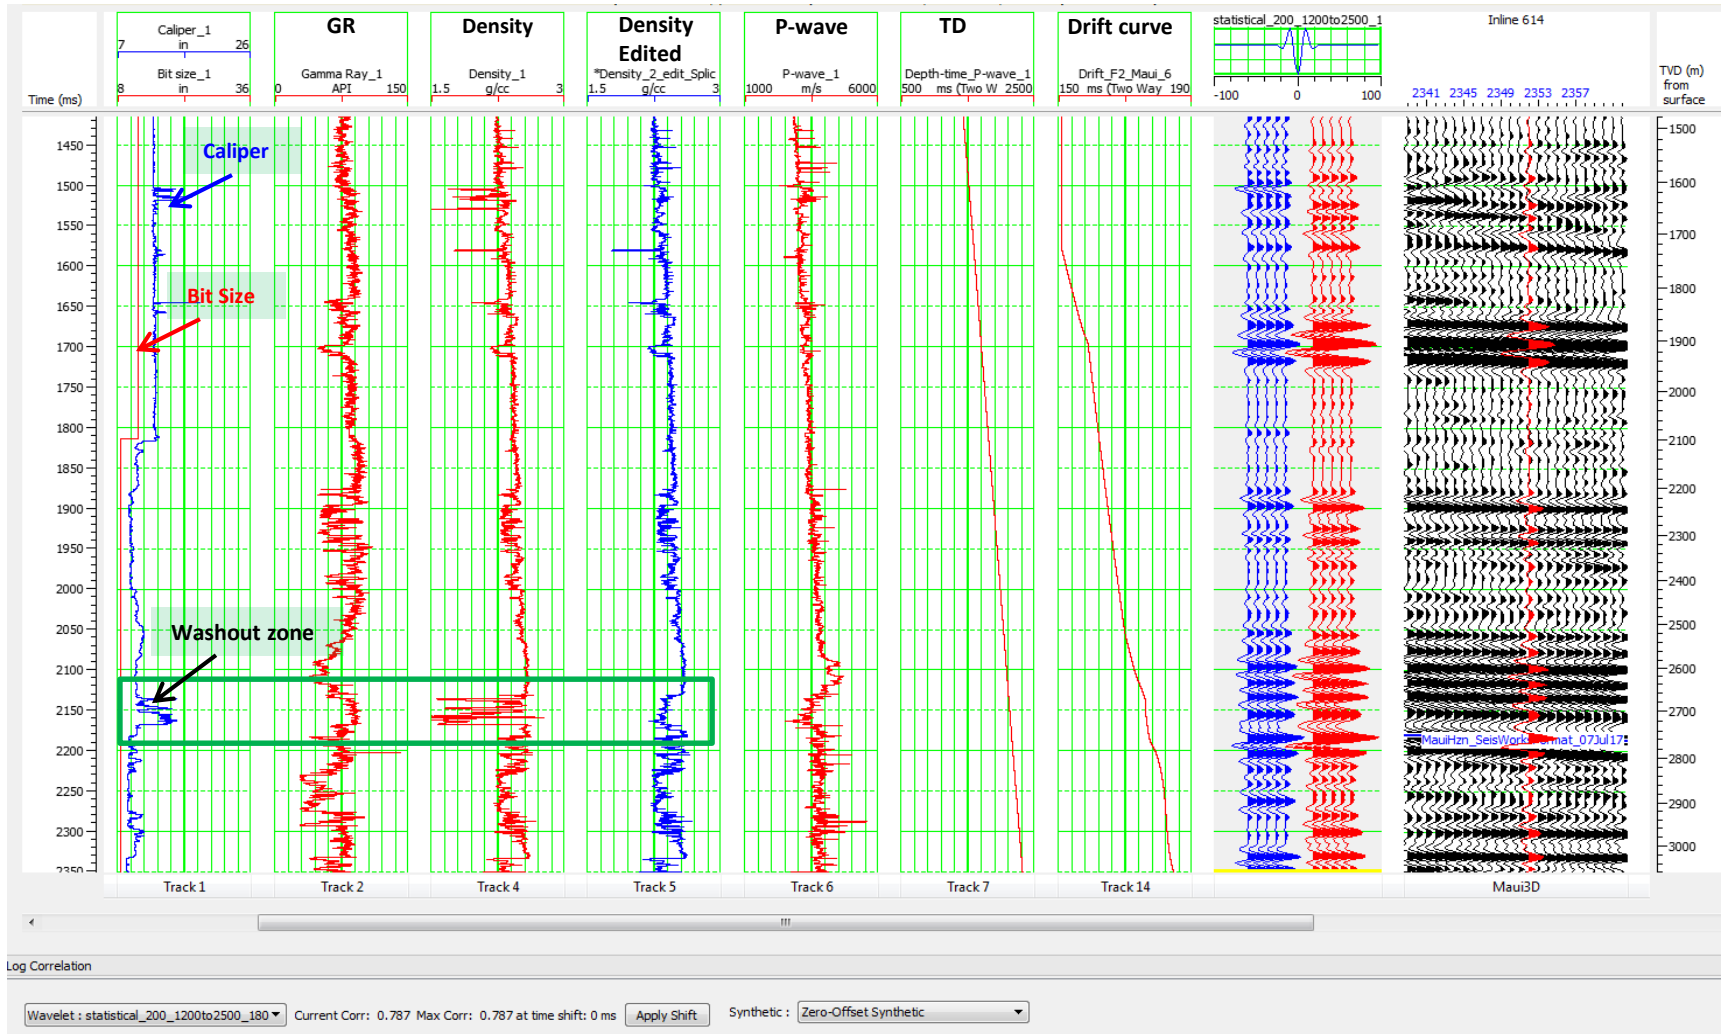 Caliper_1
7 in 26
Bit size_1
8 in 36
GR
Gamma Ray_1
0 API 150
Density
Density_1
1.5 g/cc 3
Density
Edited
*Density_2_edit_Splic
1.5 g/cc 3
P-wave
P-wave_1
1000 m/s 6000
TD
Depth-time_P-wave_1
500 ms (Two W 2500
Drift curve
Drift_F2_Maui_6
150 ms (Two Way 190
statistical_200_1200to2500_1
-100 0 100
Inline 614
2341 2345 2349 2353 2357
TVD (m)
from
surface
Time (ms)
1450
1500
1550
1600
1650
1700
1750
1800
1850
1900
1950
2000
2050
2100
2150
2200
2250
2300
2350
Caliper
Bit Size
Washout zone
MauiHzn_SeisWorks
ormat_07Jul17
1500
1600
1700
1800
1900
2000
2100
2200
2300
2400
2500
2600
2700
2800
2900
3000
Track 1
Track 2
Track 4
Track 5
Track 6
Track 7
Track 14
Maui3D
Log Correlation
Wavelet : statistical_200_1200to2500_180 Current Corr: 0.787 Max Corr: 0.787 at time shift: 0 ms Apply Shift Synthetic : Zero-Offset Synthetic